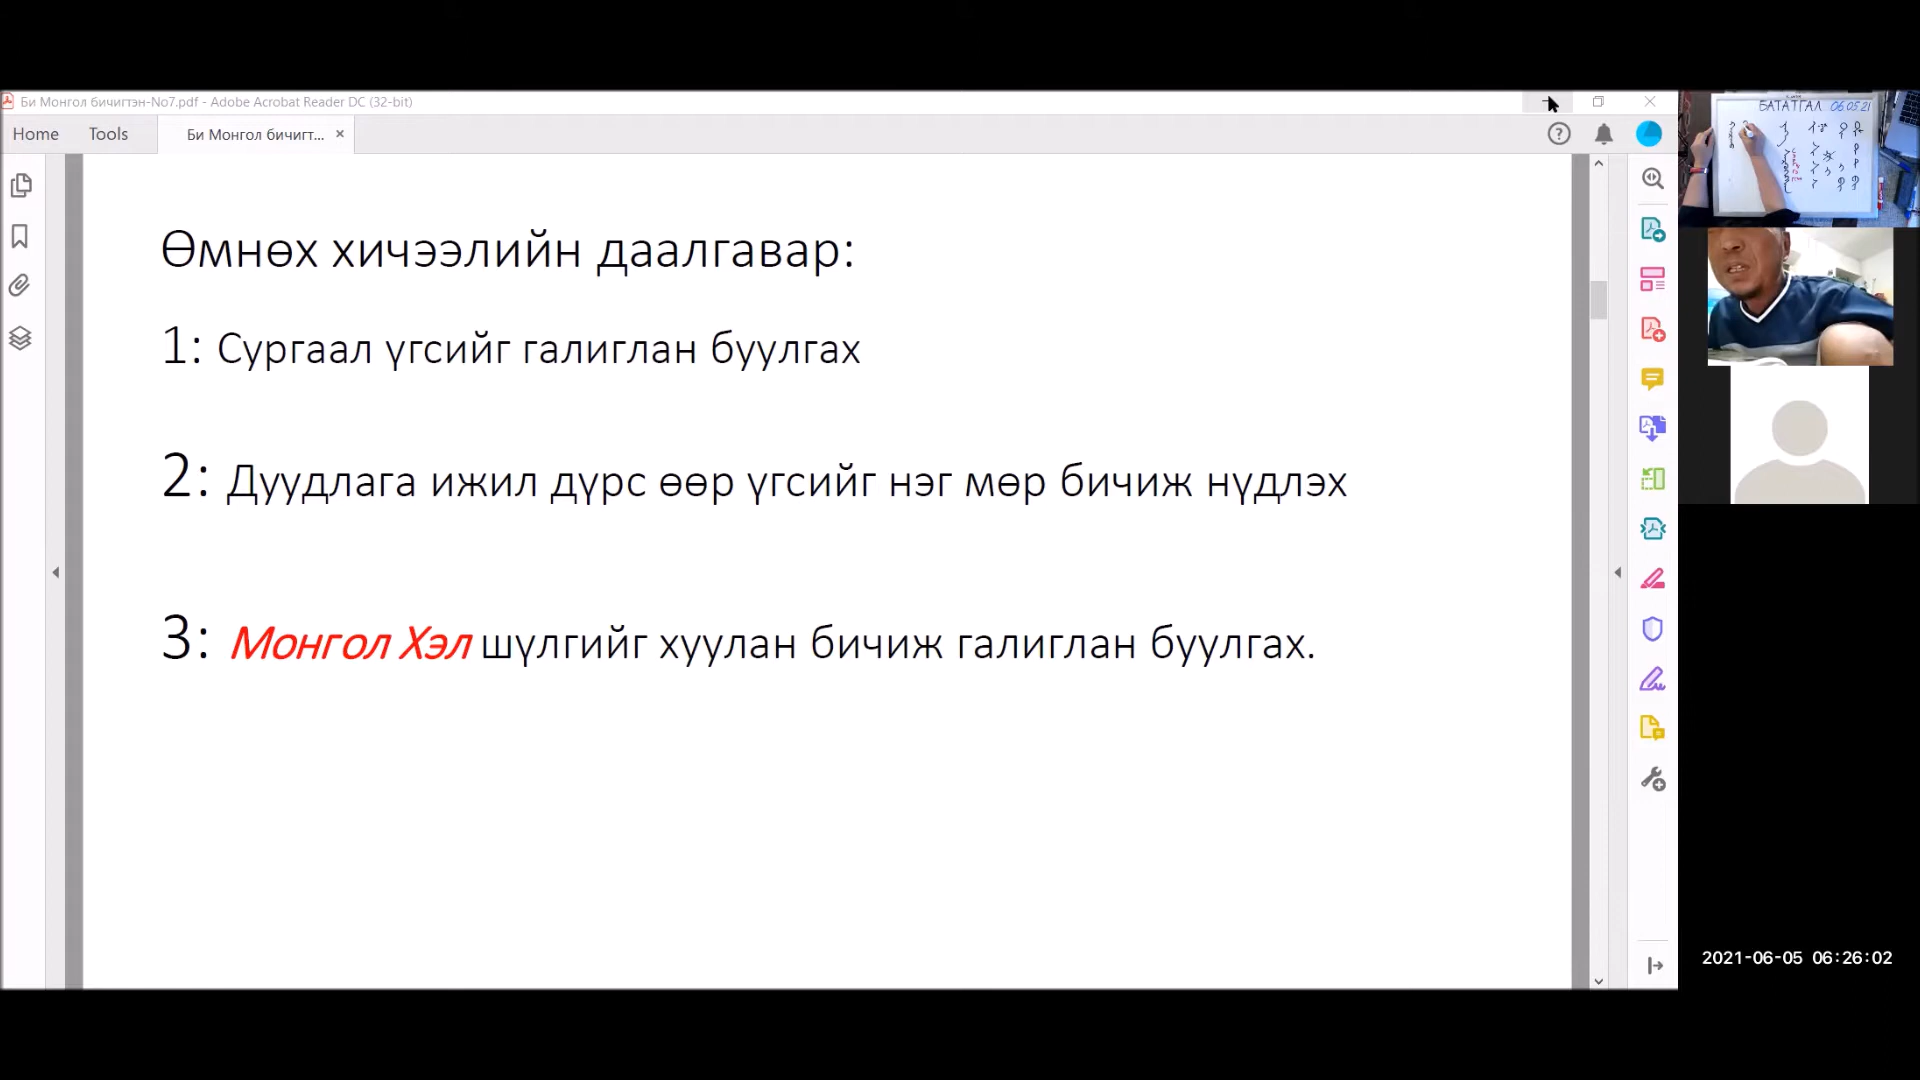 Би Монгол бичигтэн-No7.pdf - Adobe Acrobat Reader DC (32-bit)
Home Tools Би Монгол бичигт...
Өмнөх хичээлийн даалгавар:
1: Сургаал үгсийг галиглан буулгах
2: Дуудлага ижил дүрс өөр үгсийг нэг мөр бичиж нүдлэх
3: Монгол Хэл шүлгийг хуулан бичиж галиглан буулгах.
БАТАТГАЛ 06 05 21
2021-06-05 06:26:02